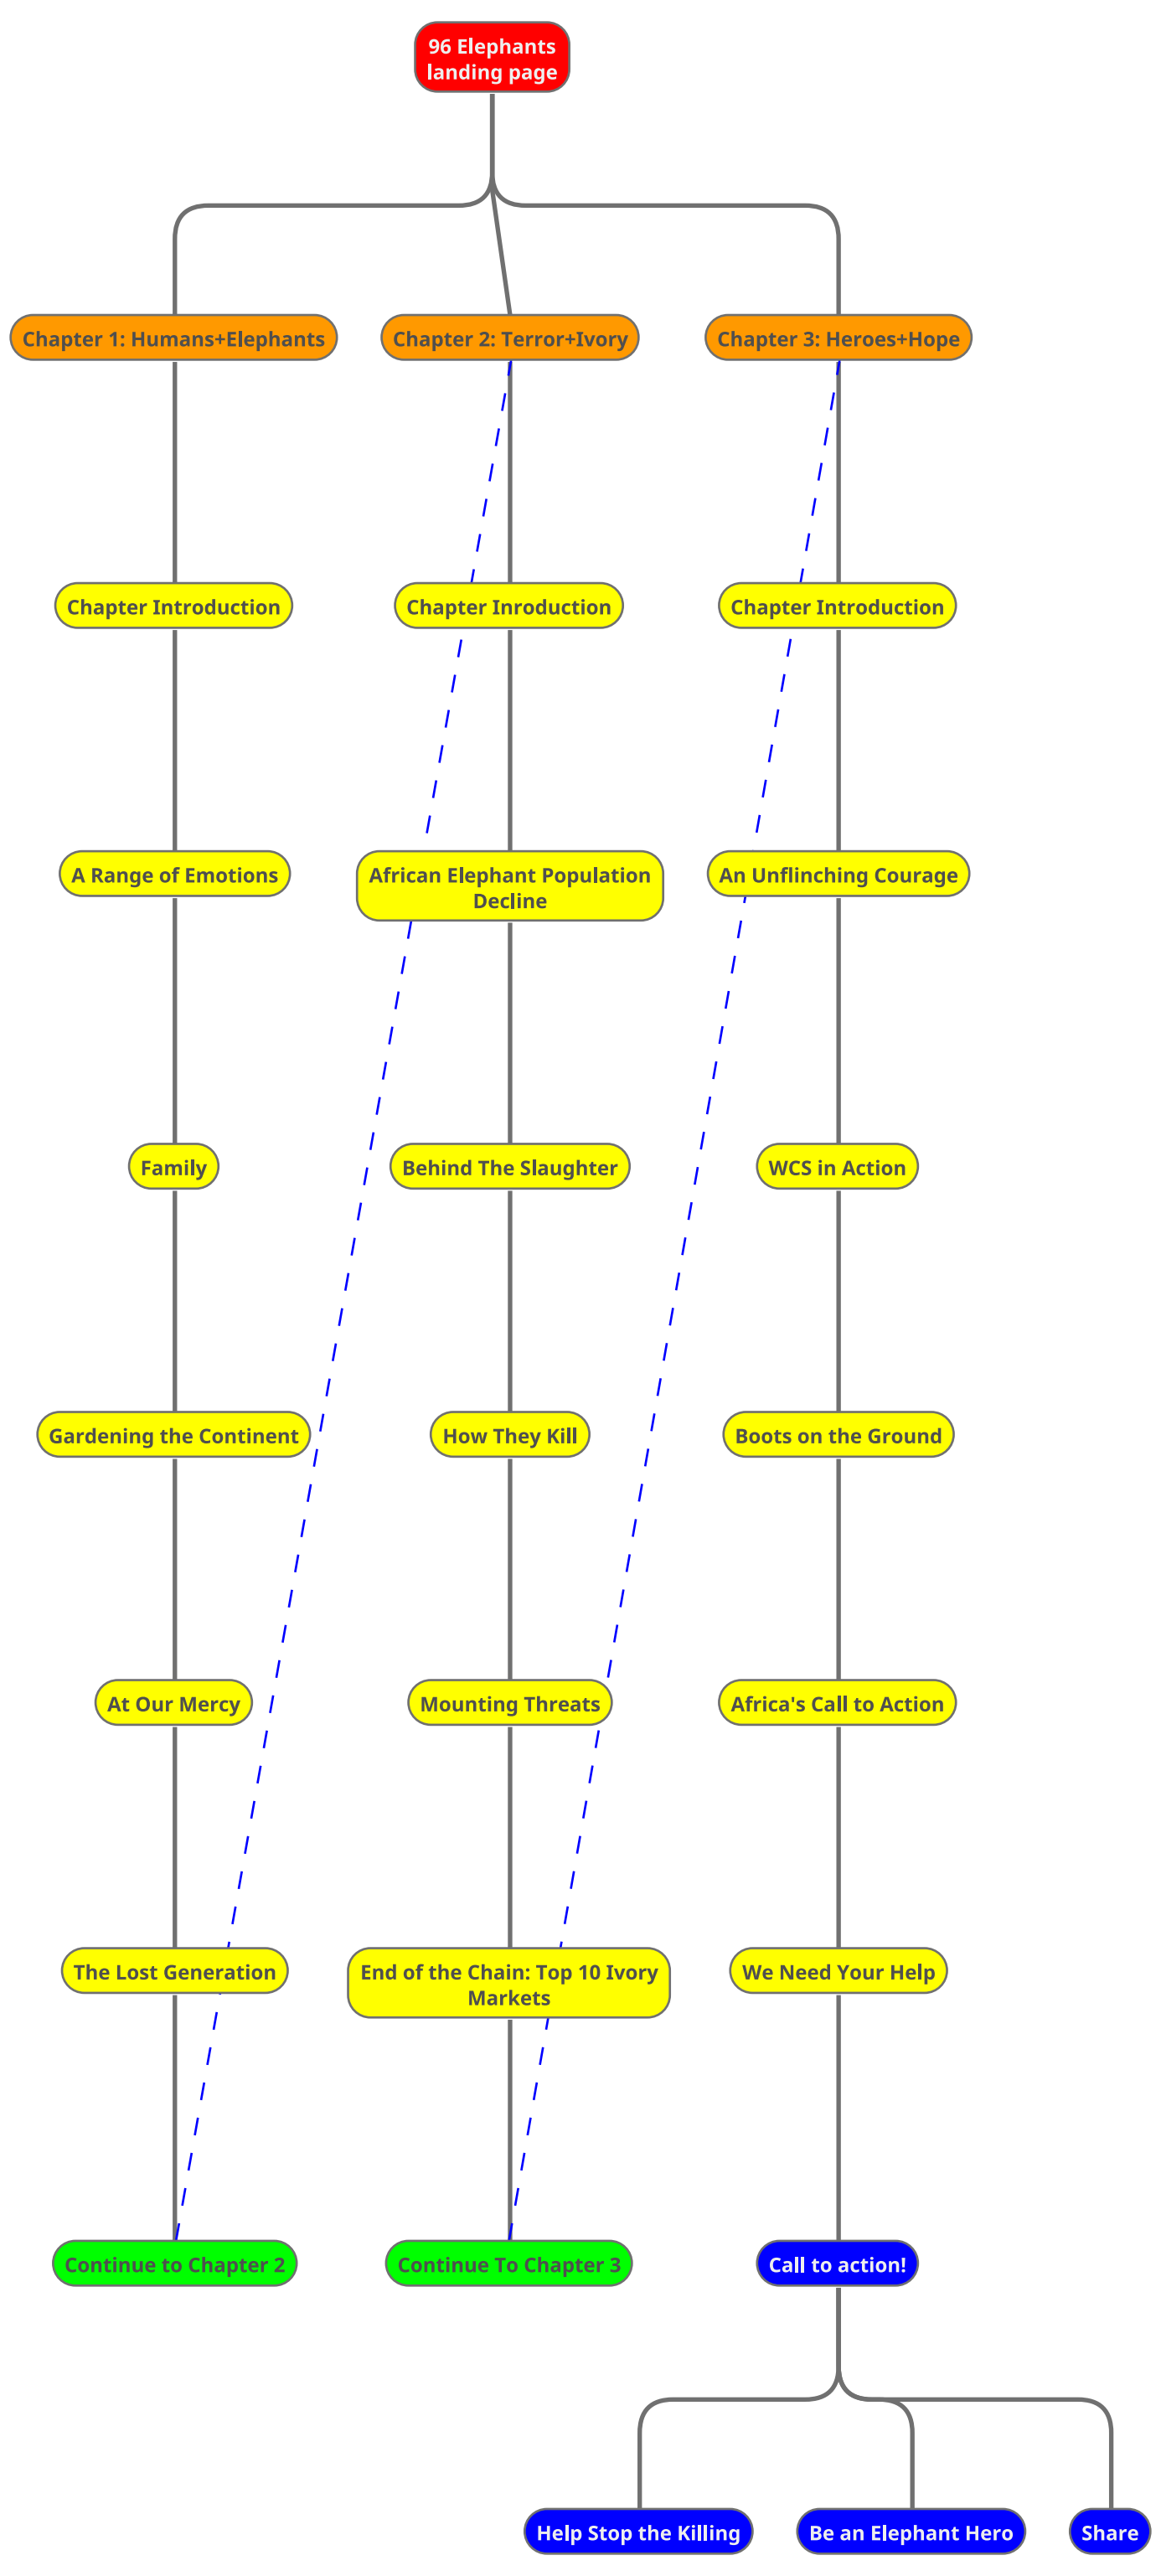 96 Elephants
landing page
Chapter 1: Humans+Elephants
Chapter 2: Terror+Ivory
Chapter 3: Heroes+Hope
Chapter Introduction
Chapter Inroduction
Chapter Introduction
A Range of Emotions
African Elephant Population
Decline
An Unflinching Courage
Family
Behind The Slaughter
WCS in Action
Gardening the Continent
How They Kill
Boots on the Ground
At Our Mercy
Mounting Threats
Africa's Call to Action
The Lost Generation
End of the Chain: Top 10 Ivory
Markets
We Need Your Help
Continue to Chapter 2
Continue To Chapter 3
Call to action!
Help Stop the Killing
Be an Elephant Hero
Share